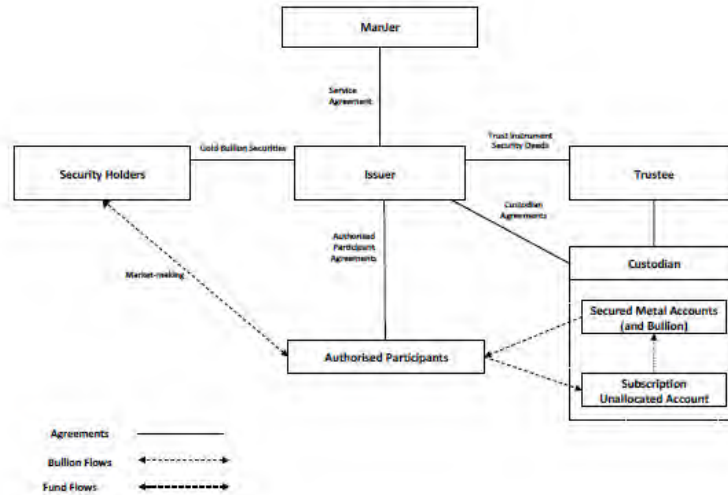 ManJer
Service
Agreement
Gold Bullion Securities
Trust Instrument
Security Deeds
Security Holders
Issuer
Trustee
Custodian
Agreements
Authorised
Participant
Agreements
Custodian
Market-making
Secured Metal Accounts
(and Bullion)
Authorised Participants
Subscription
Unallocated Account
Agreements
Bullion Flows
Fund Flows